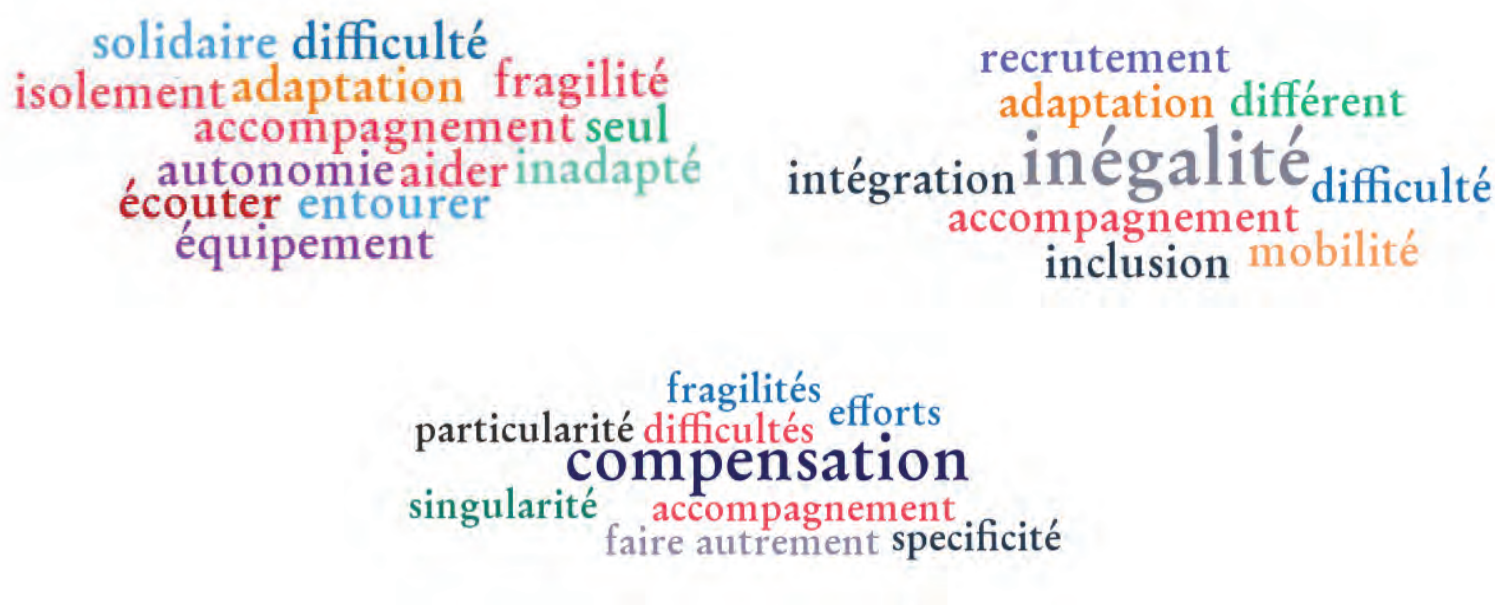 solidaire difficulté
isolement adaptation fragilité
accompagnement seul
autonomie aider inadapté
écouter entourer
équipement
recrutement
adaptation différent
intégration inégalité difficulté
accompagnement
inclusion mobilité
fragilités
efforts
particularité difficultés
compensation
singularité accompagnement
faire autrement specificité